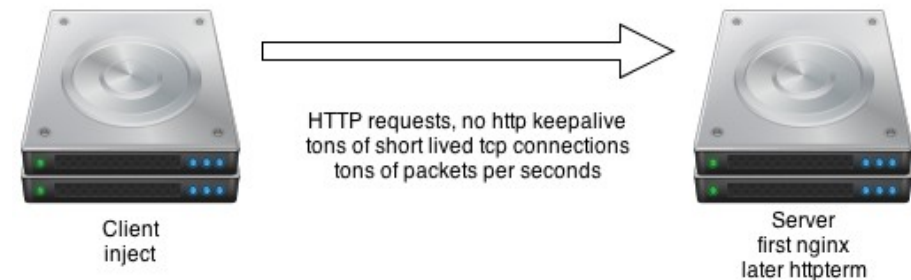 HTTP requests, no http keepalive
tons of short lived tcp connections
tons of packets per seconds
Client
inject
Server
first nginx
later httpterm